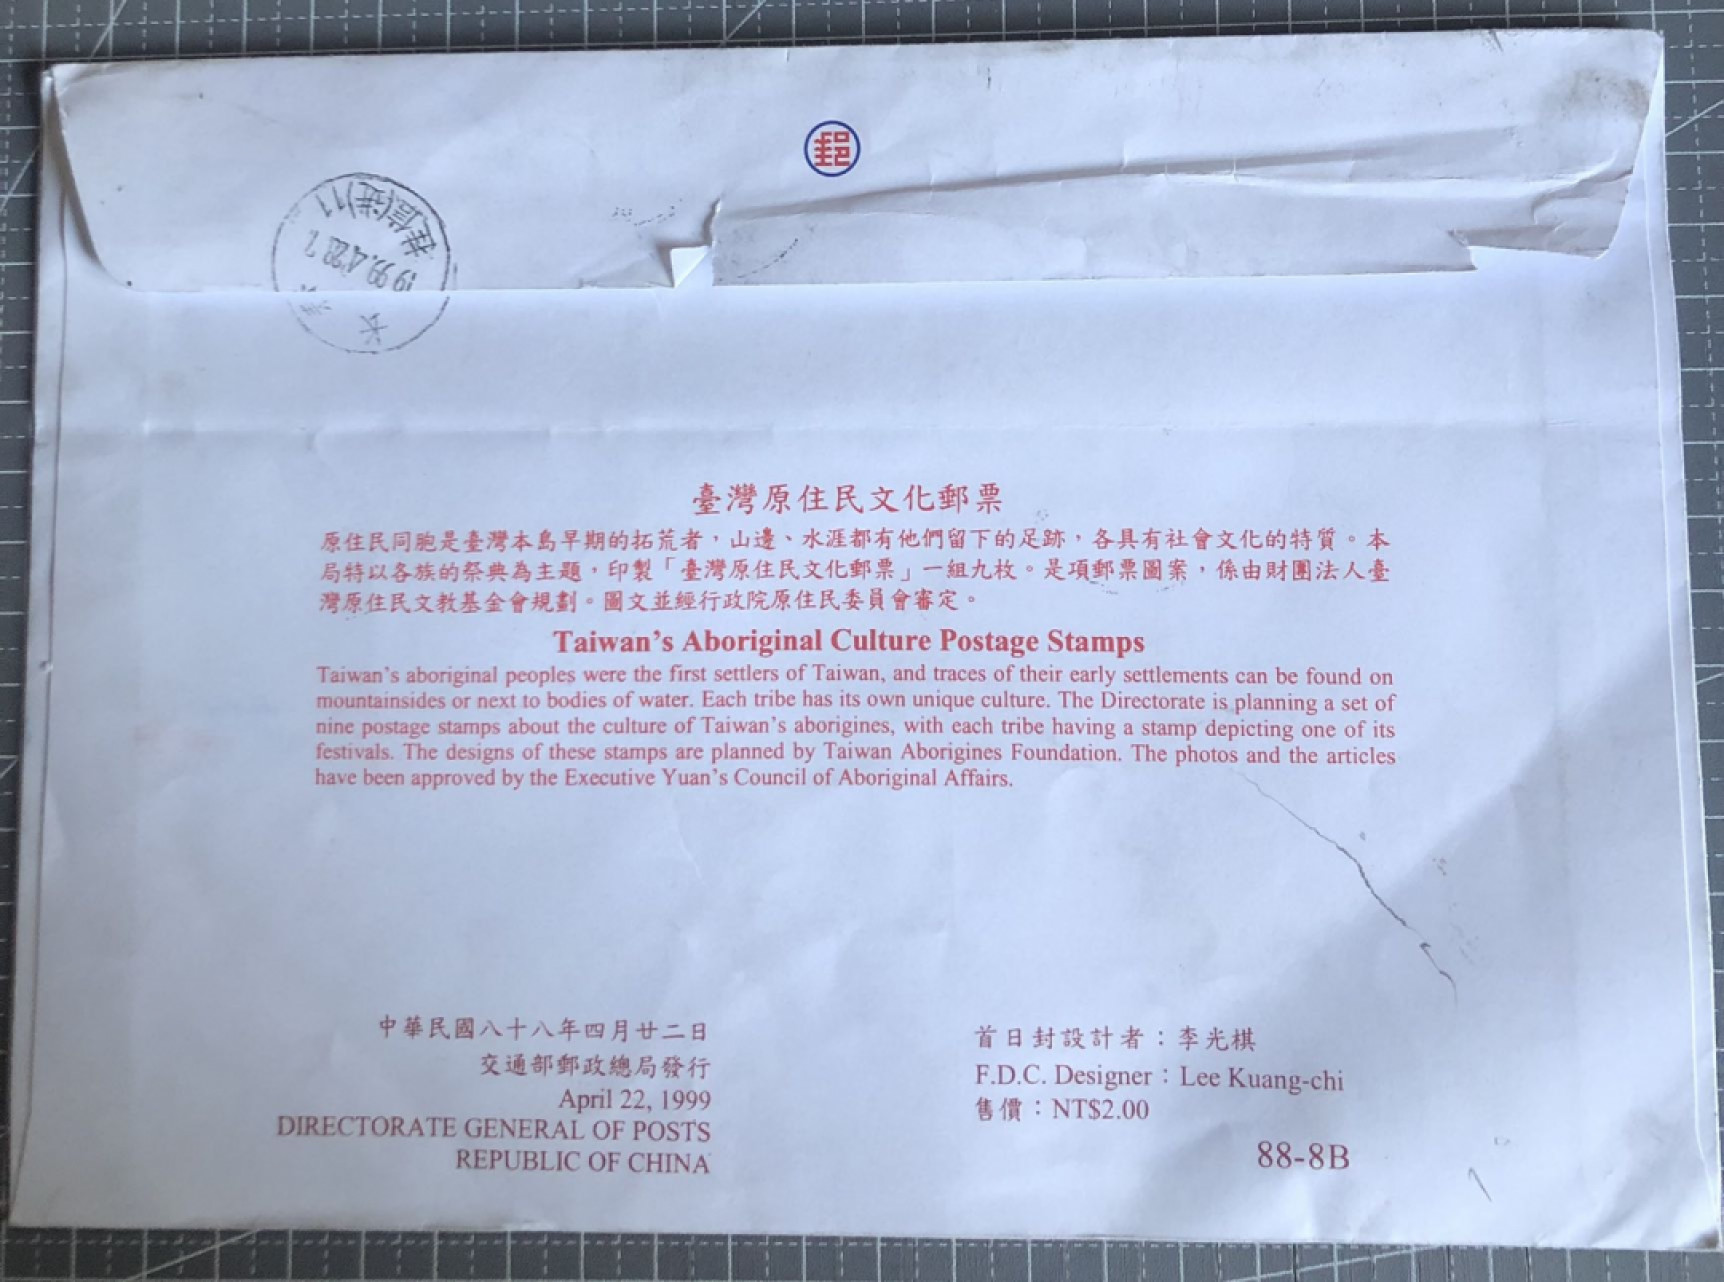 郵
挂信(进)11
1999.4.28.
长
臺灣原住民文化郵票
原住民同胞是臺灣本島早期的拓荒者，山邊、水涯都有他們留下的足跡，各具有社會文化的特質。本
局特以各族的祭典為主題，印製「臺灣原住民文化郵票」一組九枚。是項郵票圖案，係由財團法人臺
灣原住民文教基金會規劃。圖文並經行政院原住民委員會審定。
Taiwan's Aboriginal Culture Postage Stamps
Taiwan's aboriginal peoples were the first settlers of Taiwan, and traces of their early settlements can be found on
mountainsides or next to bodies of water. Each tribe has its own unique culture. The Directorate is planning a set of
nine postage stamps about the culture of Taiwan's aborigines, with each tribe having a stamp depicting one of its
festivals. The designs of these stamps are planned by Taiwan Aborigines Foundation. The photos and the articles
have been approved by the Executive Yuan's Council of Aboriginal Affairs.
中華民國八十八年四月廿二日
交通部郵政總局發行
April 22, 1999
DIRECTORATE GENERAL OF POSTS
REPUBLIC OF CHINA
首日封設計者：李光棋
F.D.C. Designer：Lee Kuang-chi
售價：NT$2.00
88-8B